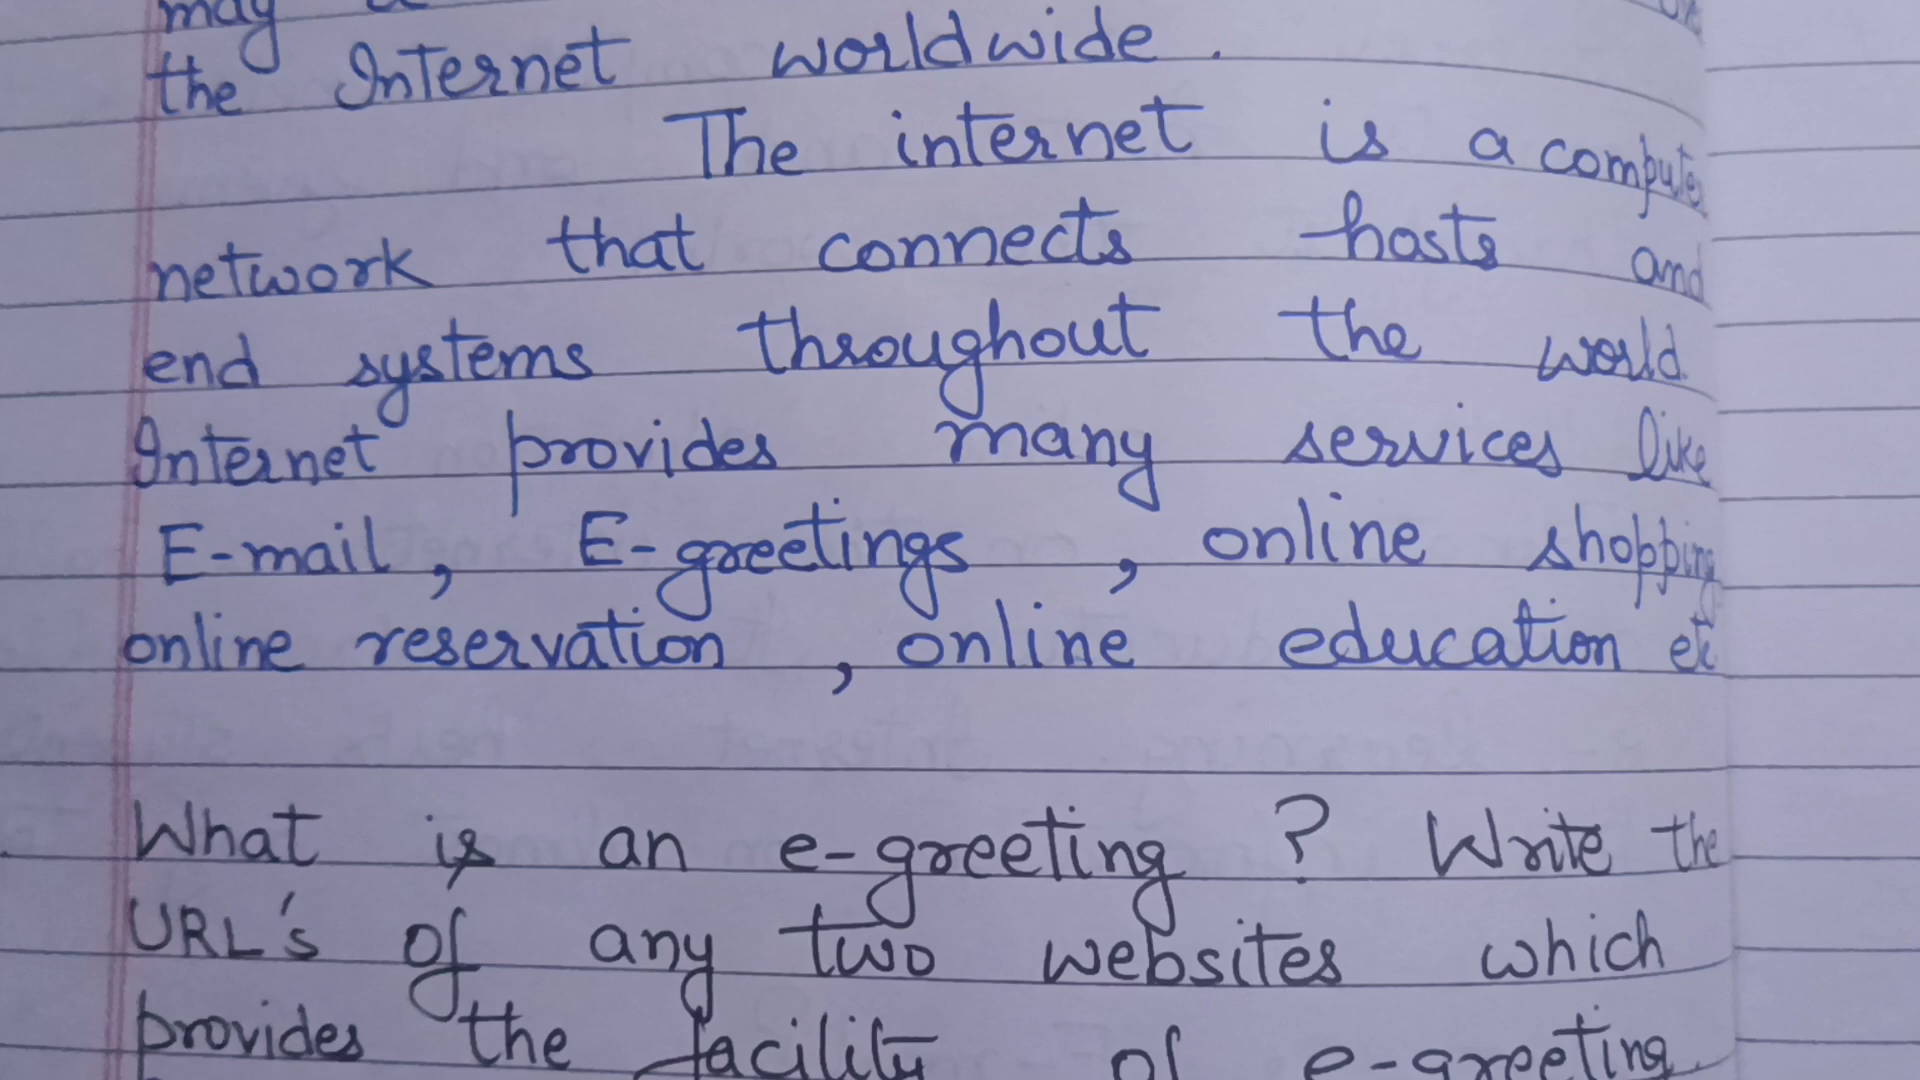 may
the Internet worldwide.
The internet is a compute
network that connects hosts and
end systems throughout the world.
Internet provides many services like
E-mail, E-greetings, online shopping
online reservation, online education etc
What is an e-greeting? Write the
URL's of any two websites which
provides the facility of e-greeting.